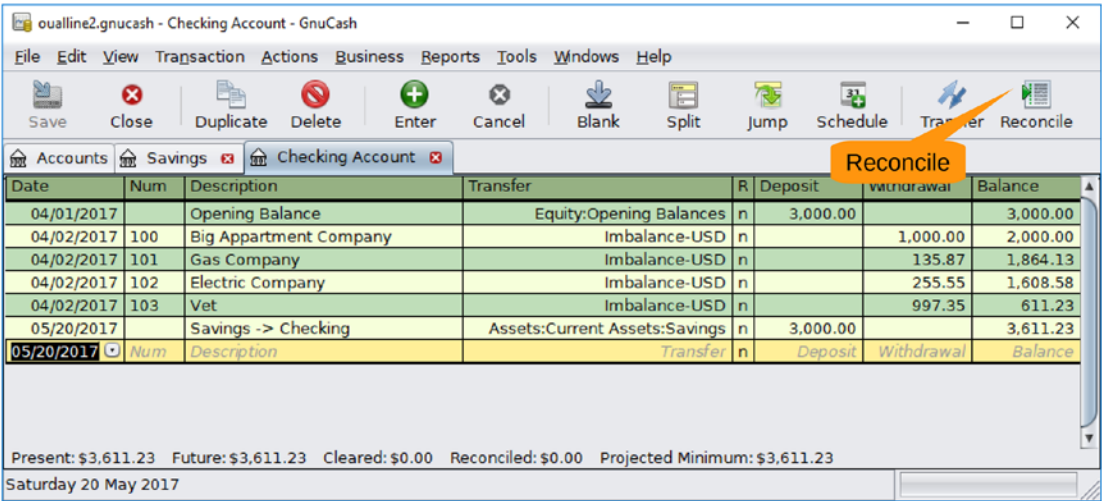 oualline2.gnucash - Checking Account - GnuCash
File Edit View Transaction Actions Business Reports Tools Windows Help
Save Close Duplicate Delete Enter Cancel Blank Split Jump Schedule Transfer Reconcile
Accounts Savings Checking Account
Reconcile
Date Num Description Transfer R Deposit Withdrawal Balance
04/01/2017 Opening Balance Equity:Opening Balances n 3,000.00 3,000.00
04/02/2017 100 Big Appartment Company Imbalance-USD n 1,000.00 2,000.00
04/02/2017 101 Gas Company Imbalance-USD n 135.87 1,864.13
04/02/2017 102 Electric Company Imbalance-USD n 255.55 1,608.58
04/02/2017 103 Vet Imbalance-USD n 997.35 611.23
05/20/2017 Savings -> Checking Assets:Current Assets:Savings n 3,000.00 3,611.23
05/20/2017 Num Description Transfer n Deposit Withdrawal Balance
Present: $3,611.23 Future: $3,611.23 Cleared: $0.00 Reconciled: $0.00 Projected Minimum: $3,611.23
Saturday 20 May 2017